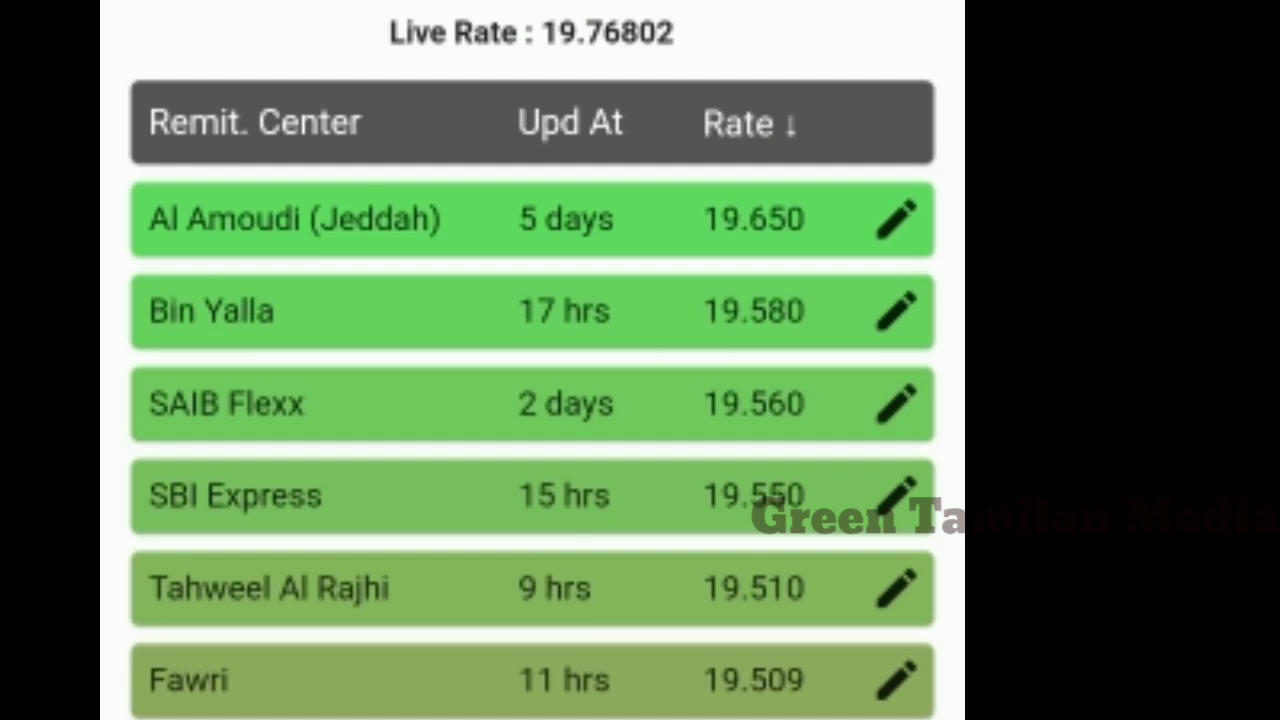 Live Rate : 19.76802
Remit. Center Upd At Rate ↓
Al Amoudi (Jeddah) 5 days 19.650
Bin Yalla 17 hrs 19.580
SAIB Flexx 2 days 19.560
SBI Express 15 hrs 19.550
Green Tamilan Media
Tahweel Al Rajhi 9 hrs 19.510
Fawri 11 hrs 19.509